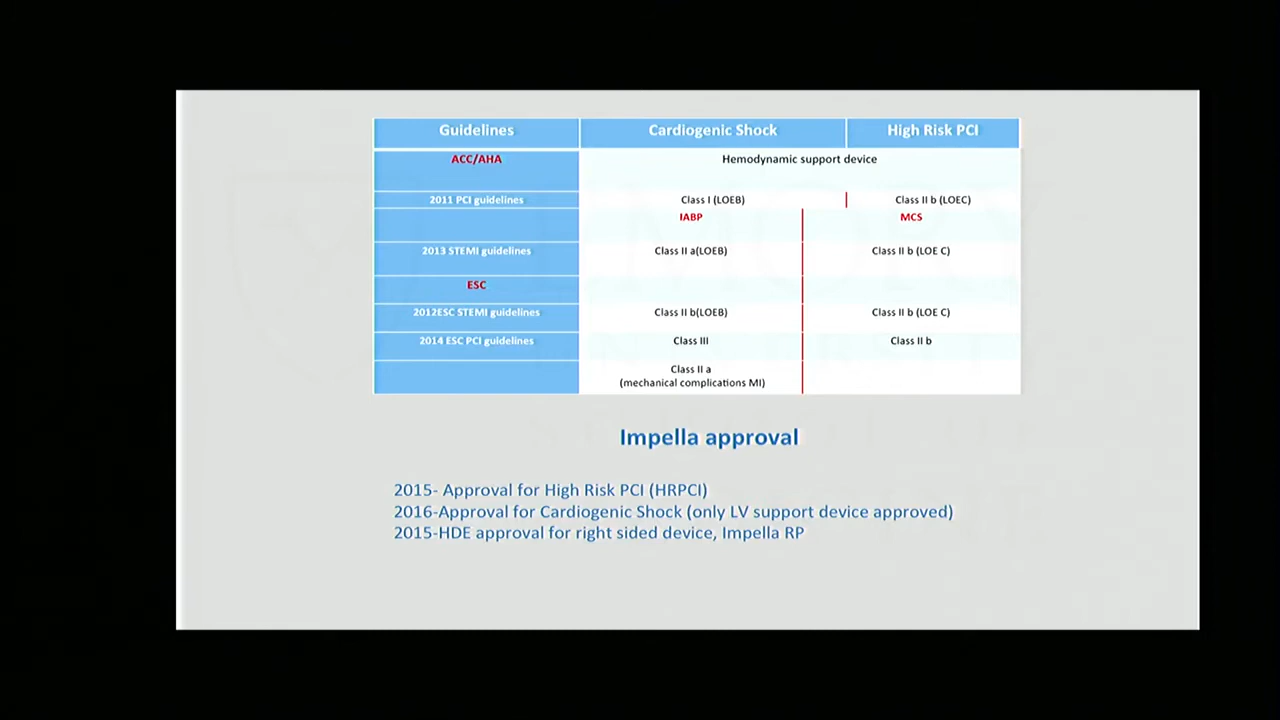 Guidelines Cardiogenic Shock High Risk PCI
ACC/AHA Hemodynamic support device
2011 PCI guidelines Class I (LOEB) Class II b (LOEC)
IABP MCS
2013 STEMI guidelines Class II a(LOEB) Class II b (LOE C)
ESC
2012ESC STEMI guidelines Class II b(LOEB) Class II b (LOE C)
2014 ESC PCI guidelines Class III Class II b
Class II a
(mechanical complications MI)
Impella approval
2015- Approval for High Risk PCI (HRPCI)
2016-Approval for Cardiogenic Shock (only LV support device approved)
2015-HDE approval for right sided device, Impella RP